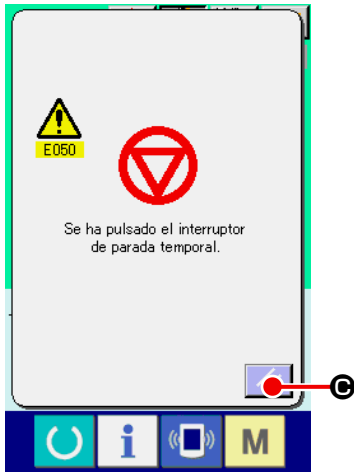 E050
Se ha pulsado el interruptor
de parada temporal.
C
i
M